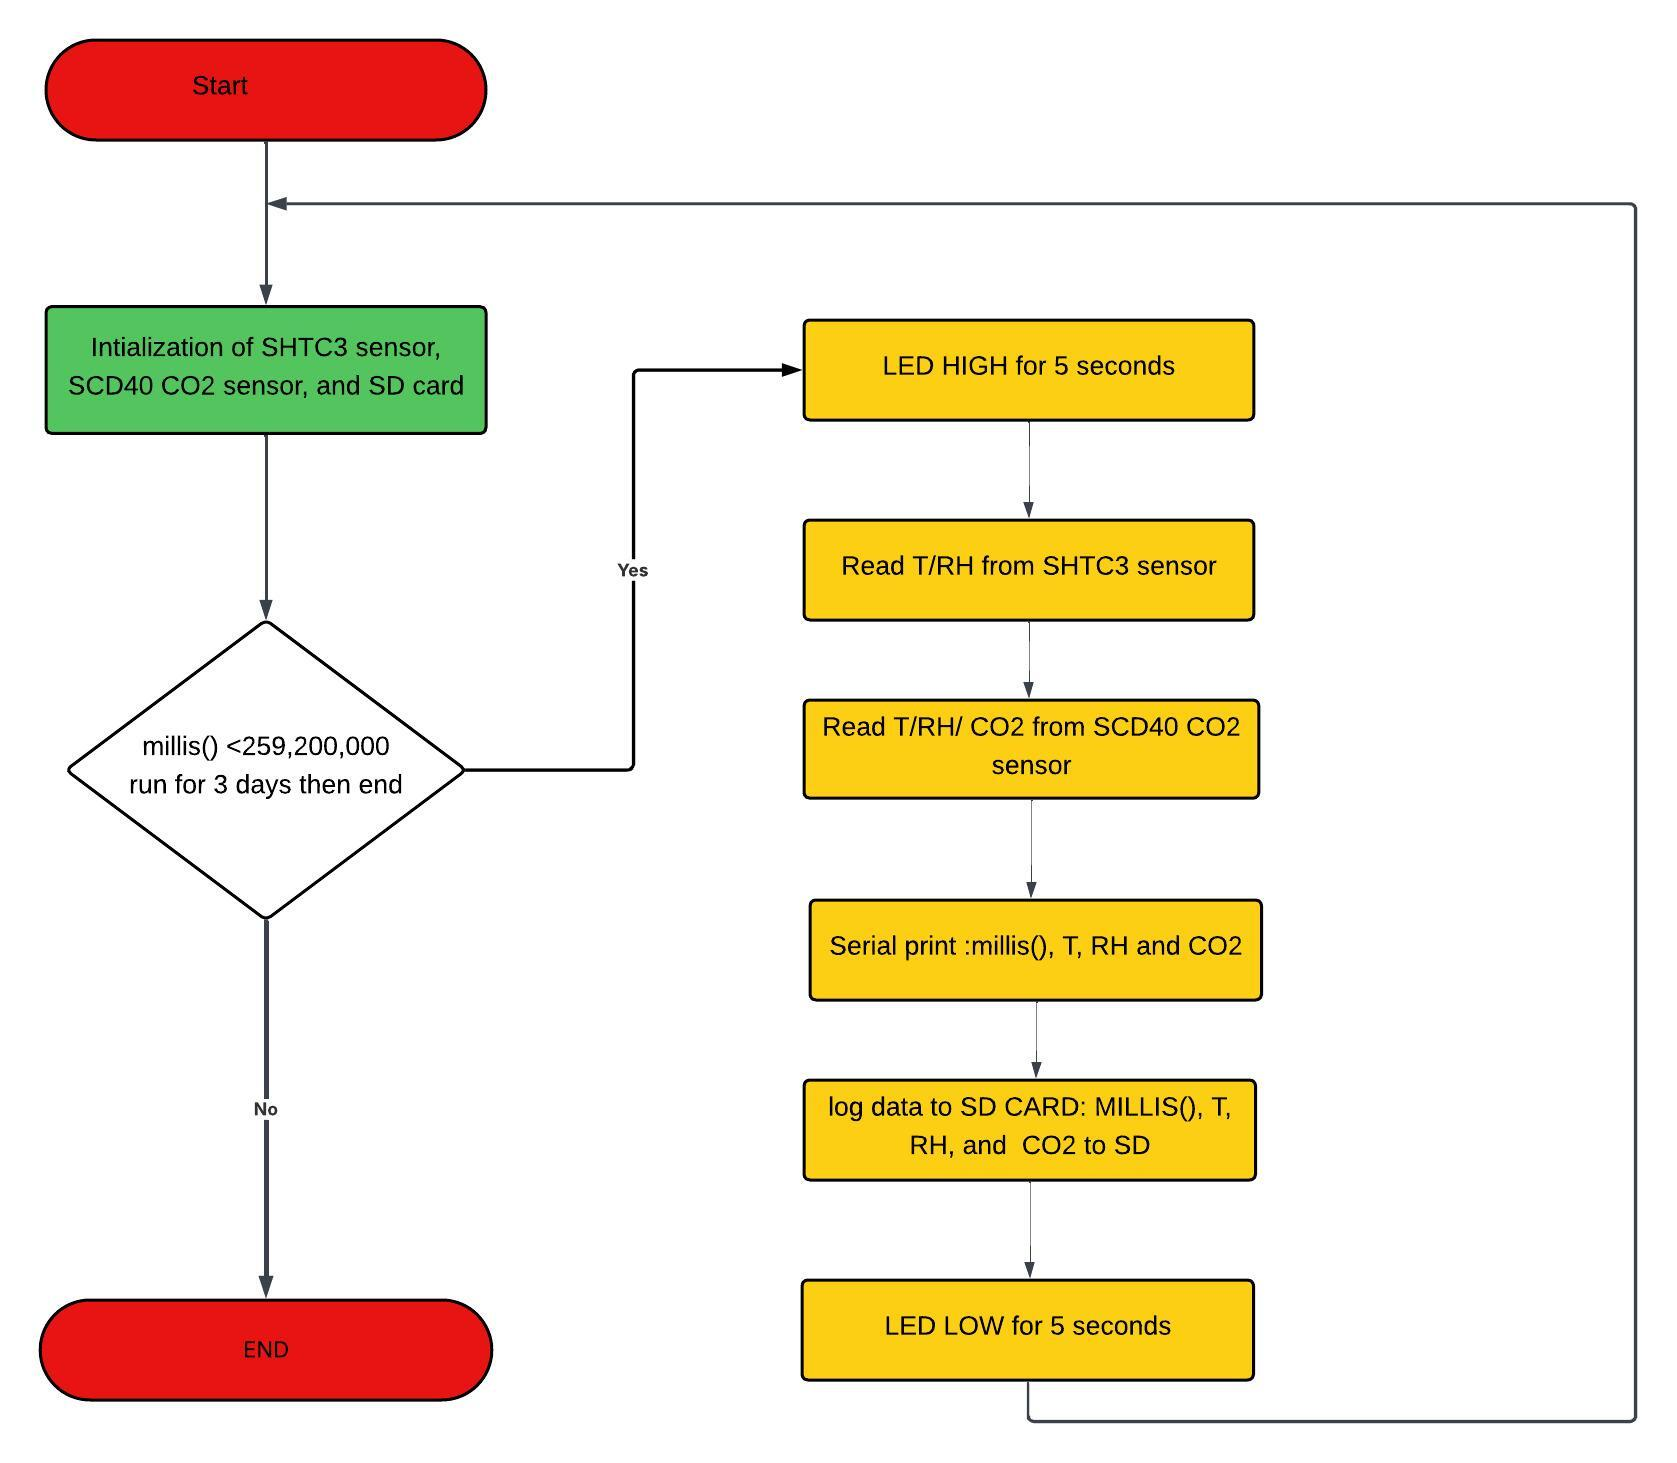 Start
Intialization of SHTC3 sensor,
SCD40 CO2 sensor, and SD card
millis() <259,200,000
run for 3 days then end
Yes
No
END
LED HIGH for 5 seconds
Read T/RH from SHTC3 sensor
Read T/RH/ CO2 from SCD40 CO2
sensor
Serial print :millis(), T, RH and CO2
log data to SD CARD: MILLIS(), T,
RH, and  CO2 to SD
LED LOW for 5 seconds